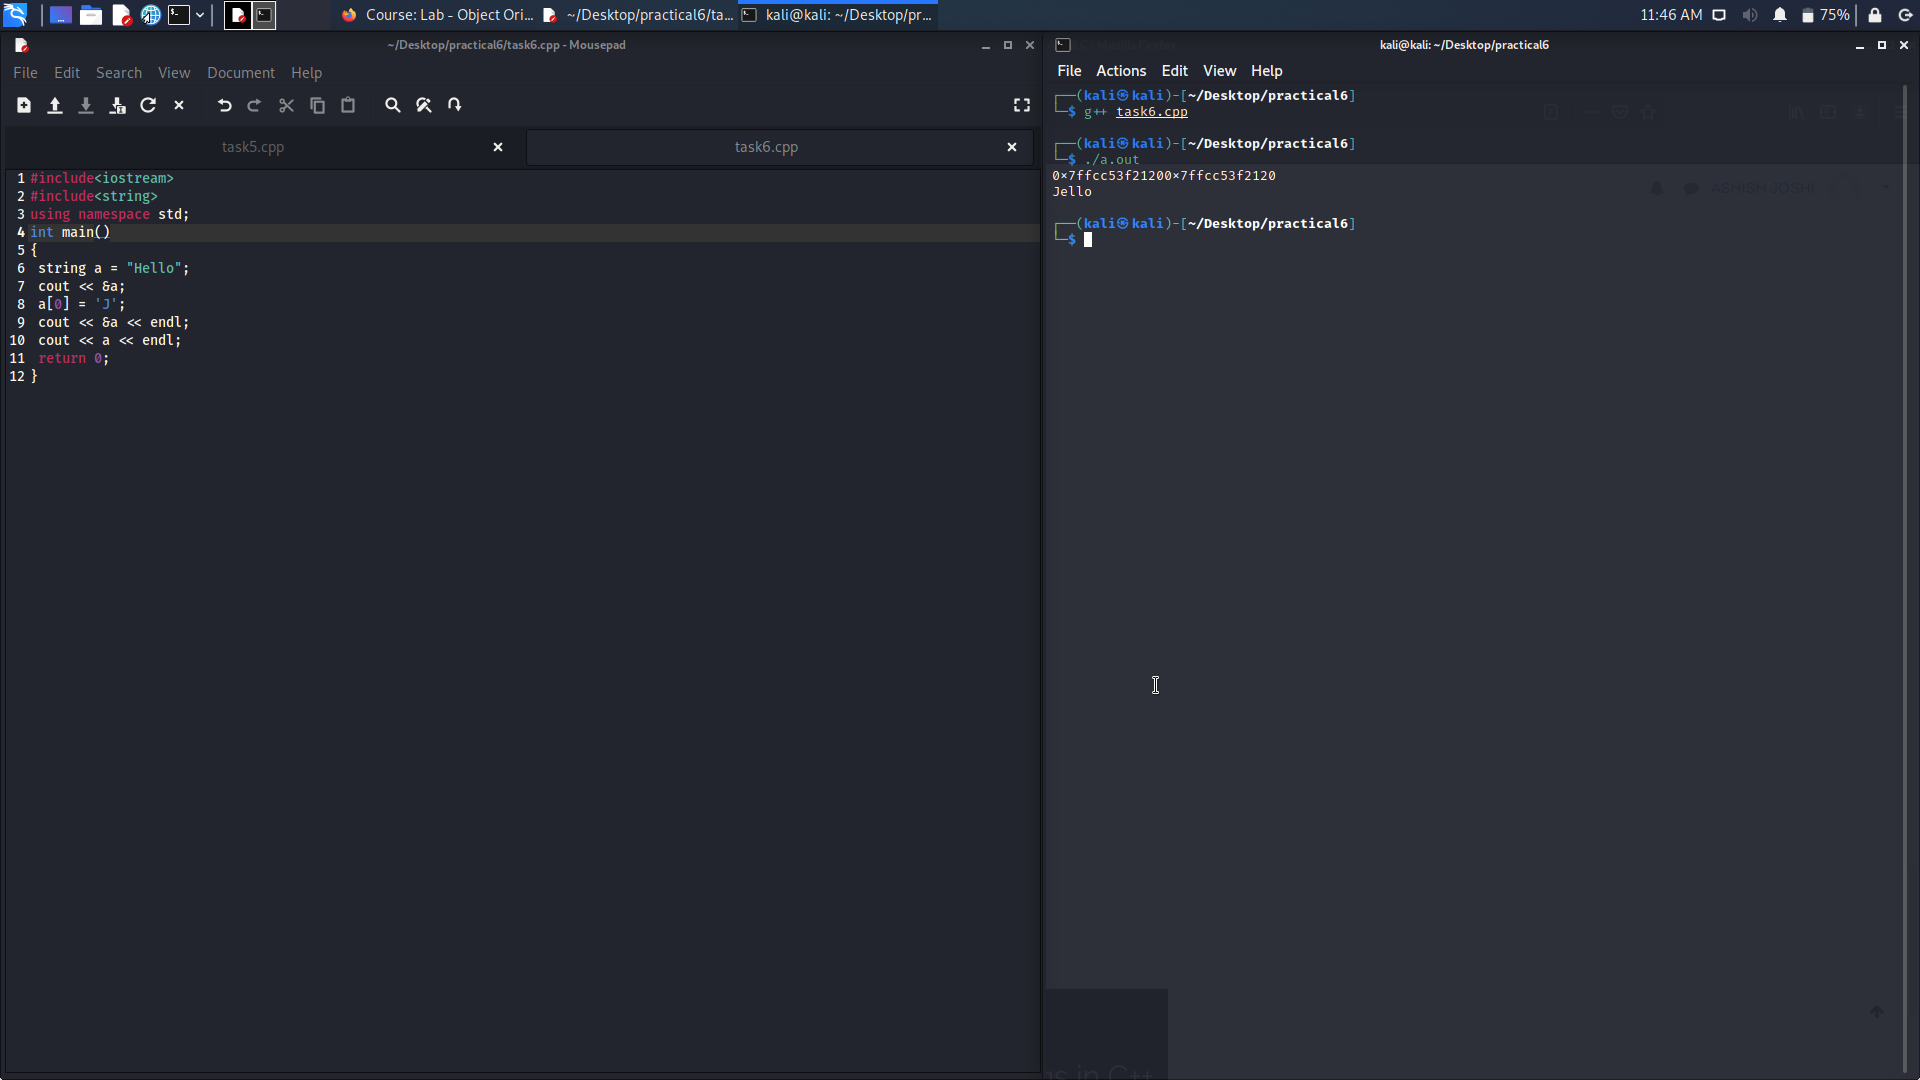 Course: Lab - Object Ori...
~/Desktop/practical6/ta...
kali@kali: ~/Desktop/pr...
11:46 AM
75%
~/Desktop/practical6/task6.cpp - Mousepad
File Edit Search View Document Help
task5.cpp
task6.cpp
1 #include<iostream>
2 #include<string>
3 using namespace std;
4 int main()
5 {
6 string a = "Hello";
7 cout << &a;
8 a[0] = 'J';
9 cout << &a << endl;
10 cout << a << endl;
11 return 0;
12 }
kali@kali: ~/Desktop/practical6
File Actions Edit View Help
┌──(kali㉿kali)-[~/Desktop/practical6]
└─$ g++ task6.cpp
┌──(kali㉿kali)-[~/Desktop/practical6]
└─$ ./a.out
0×7ffcc53f21200×7ffcc53f2120
Jello
┌──(kali㉿kali)-[~/Desktop/practical6]
└─$
ASHISH JOSHI
in C++